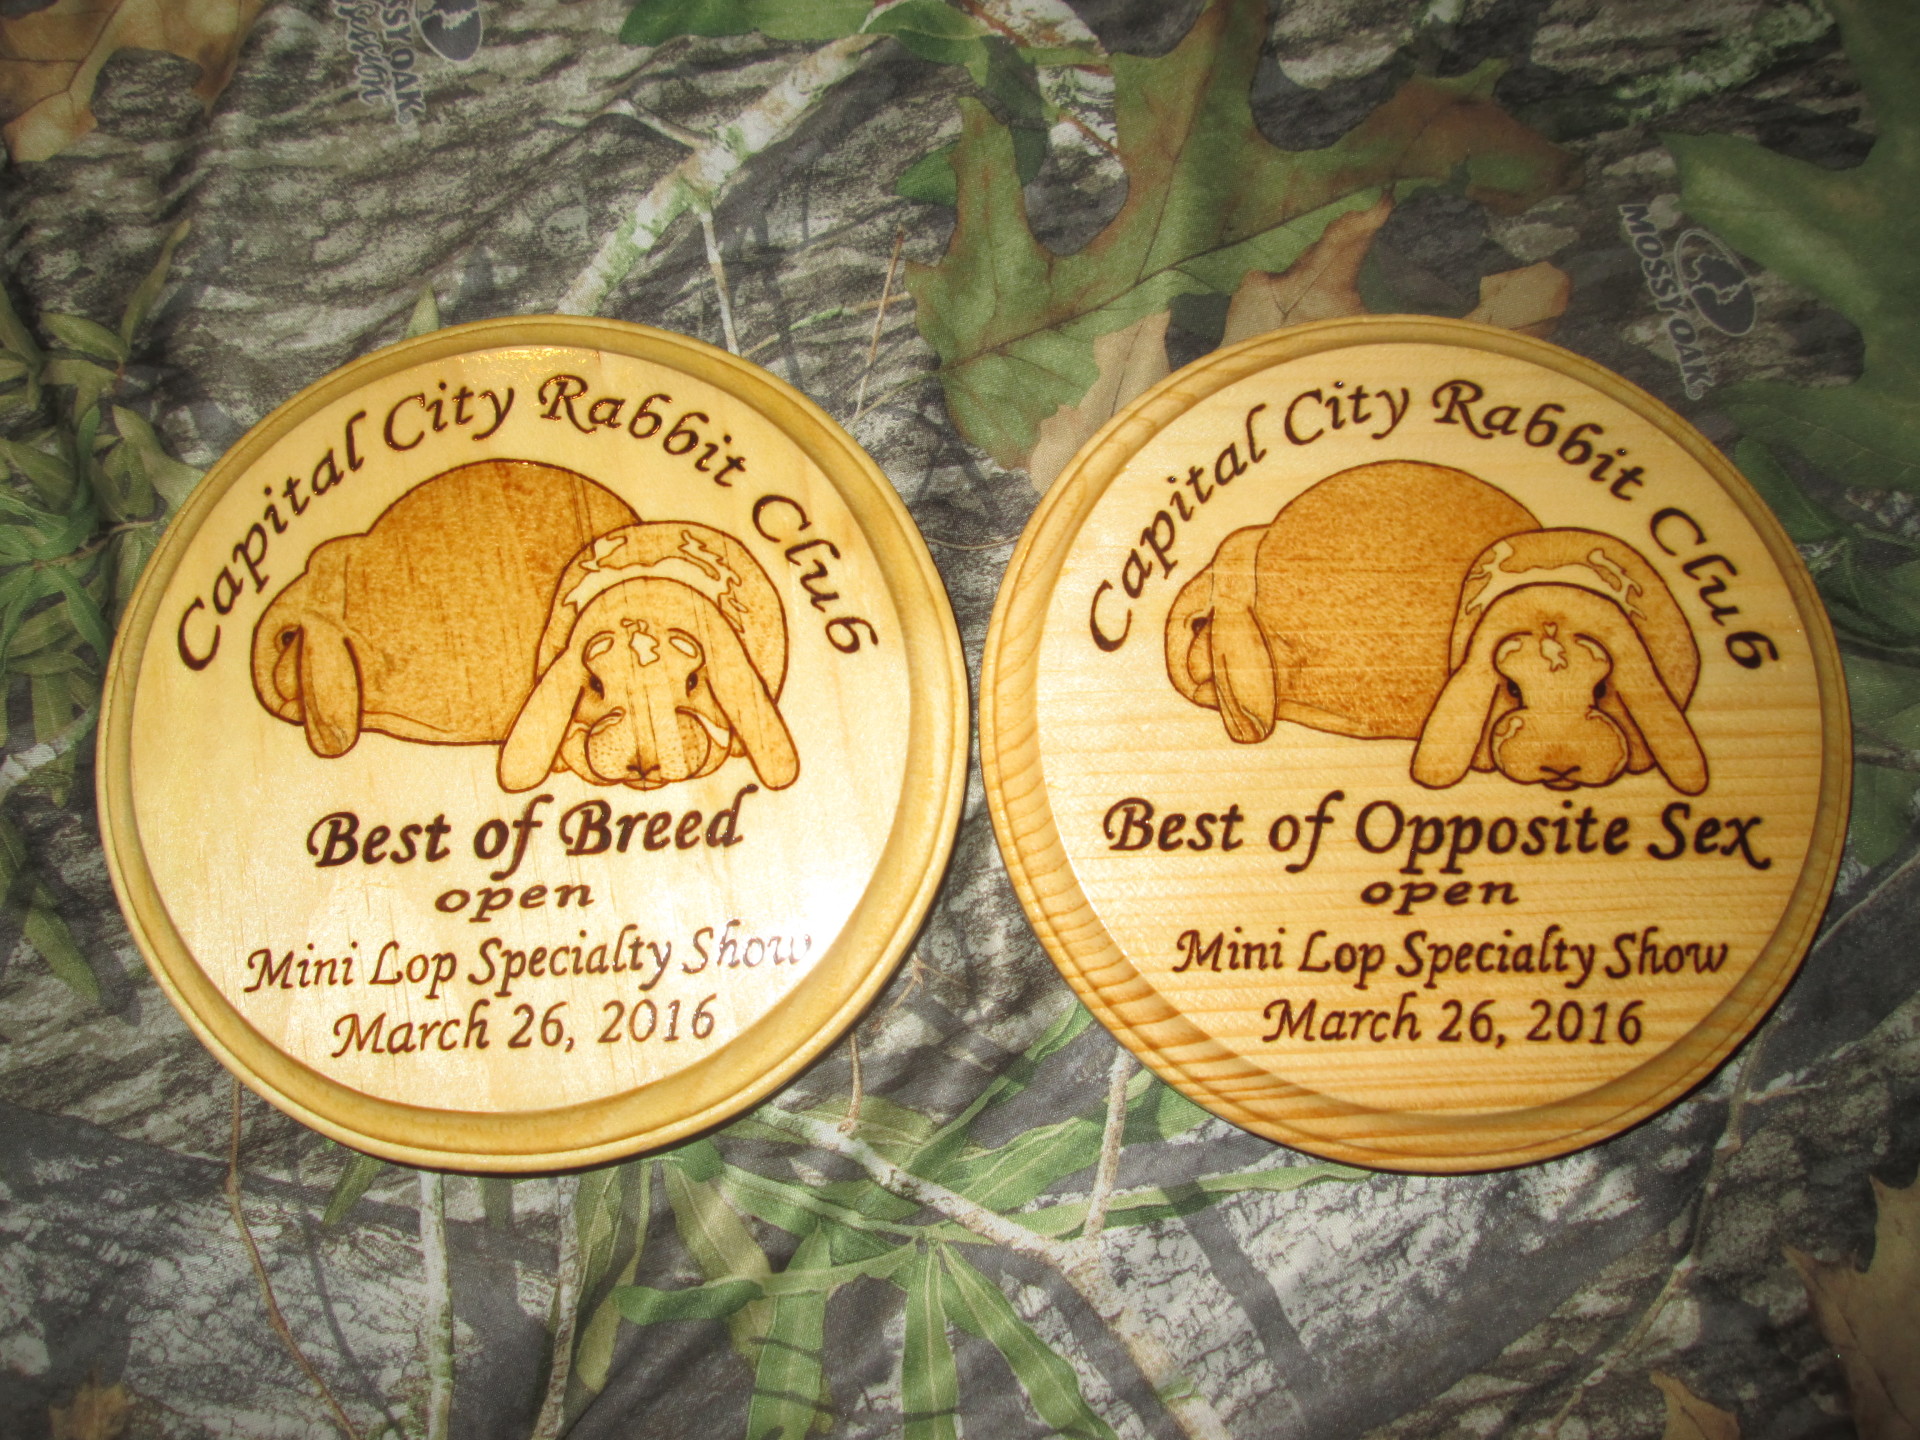 MOSSY OAK
MOSSY OAK
Capital City Rabbit Club
Best of Breed
open
Mini Lop Specialty Show
March 26, 2016
Capital City Rabbit Club
Best of Opposite Sex
open
Mini Lop Specialty Show
March 26, 2016